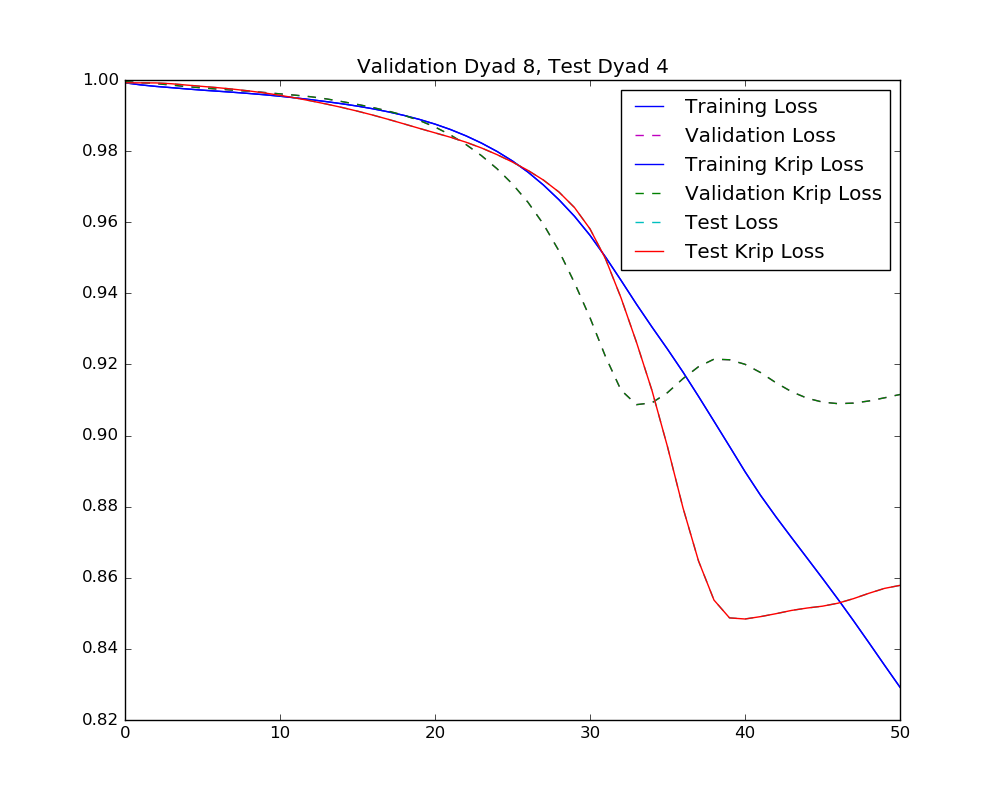 Validation Dyad 8, Test Dyad 4
1.00
0.98
0.96
0.94
0.92
0.90
0.88
0.86
0.84
0.82
Training Loss
Validation Loss
Training Krip Loss
Validation Krip Loss
Test Loss
Test Krip Loss
0 10 20 30 40 50